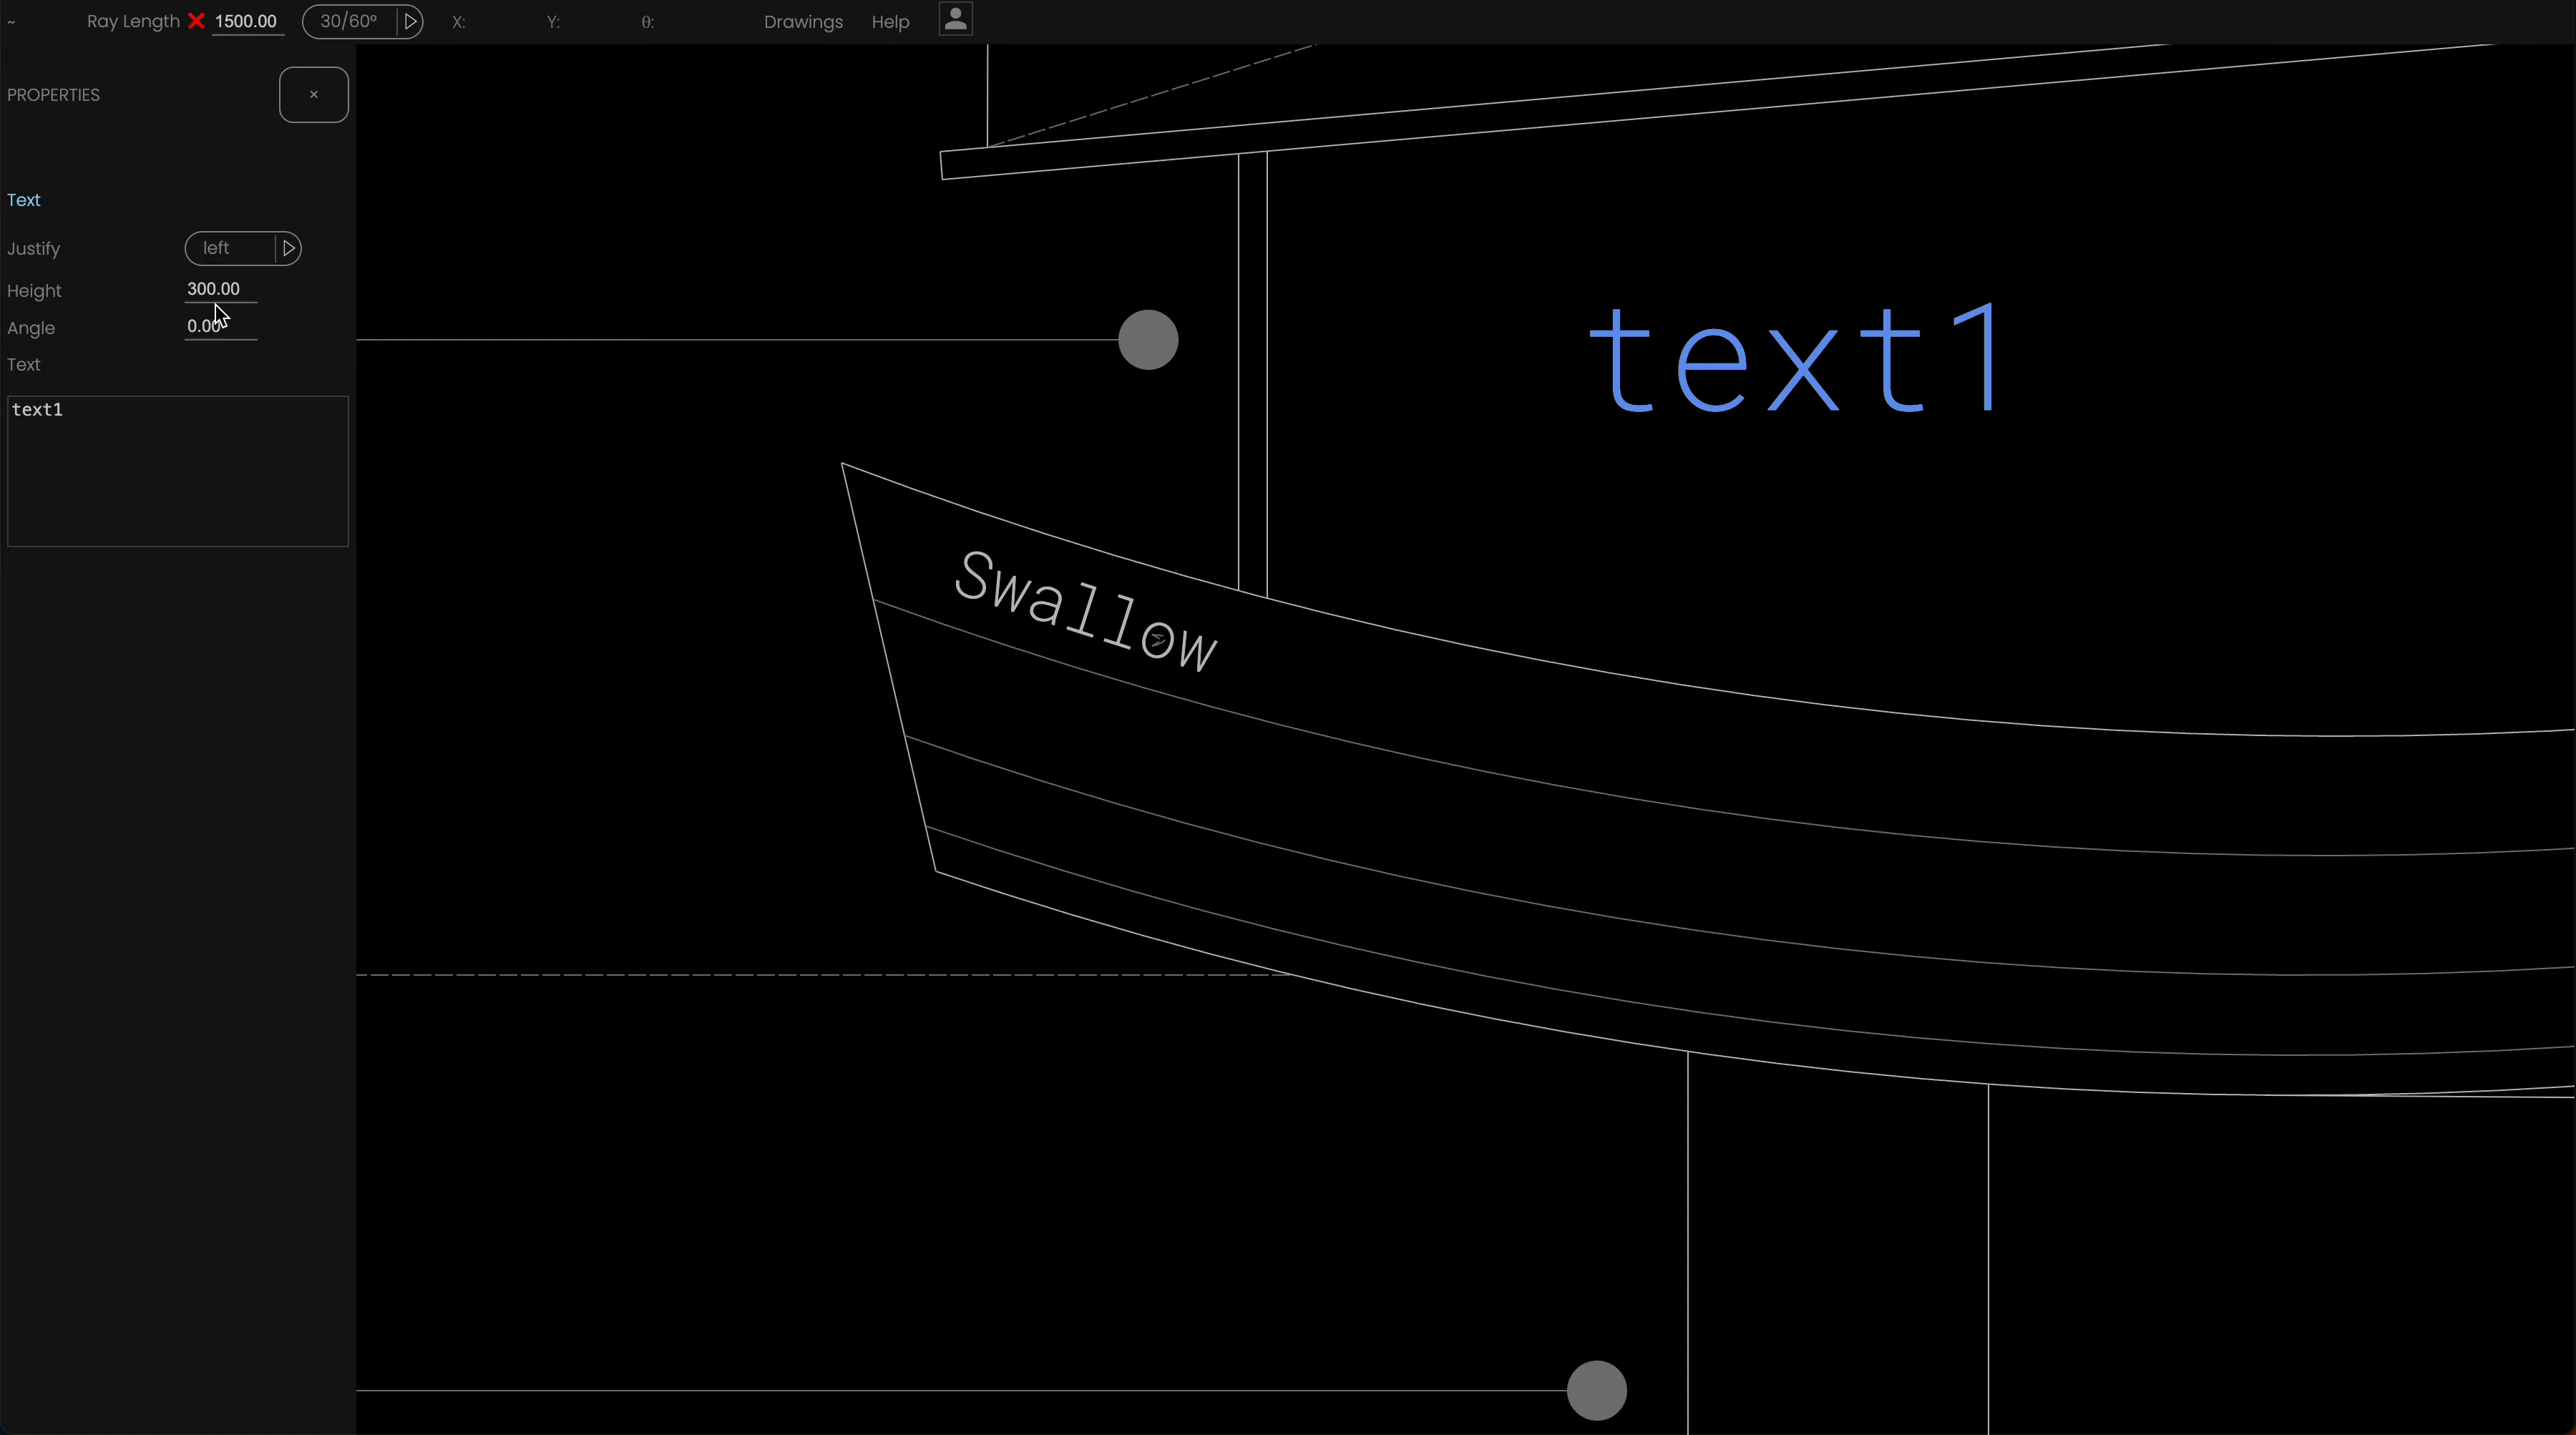 ~ Ray Length ❌ 1500.00 30/60º X: Y: θ: Drawings Help
PROPERTIES ×
Text
Justify left
Height 300.00
Angle 0.00
Text
text1
text1
Swallow